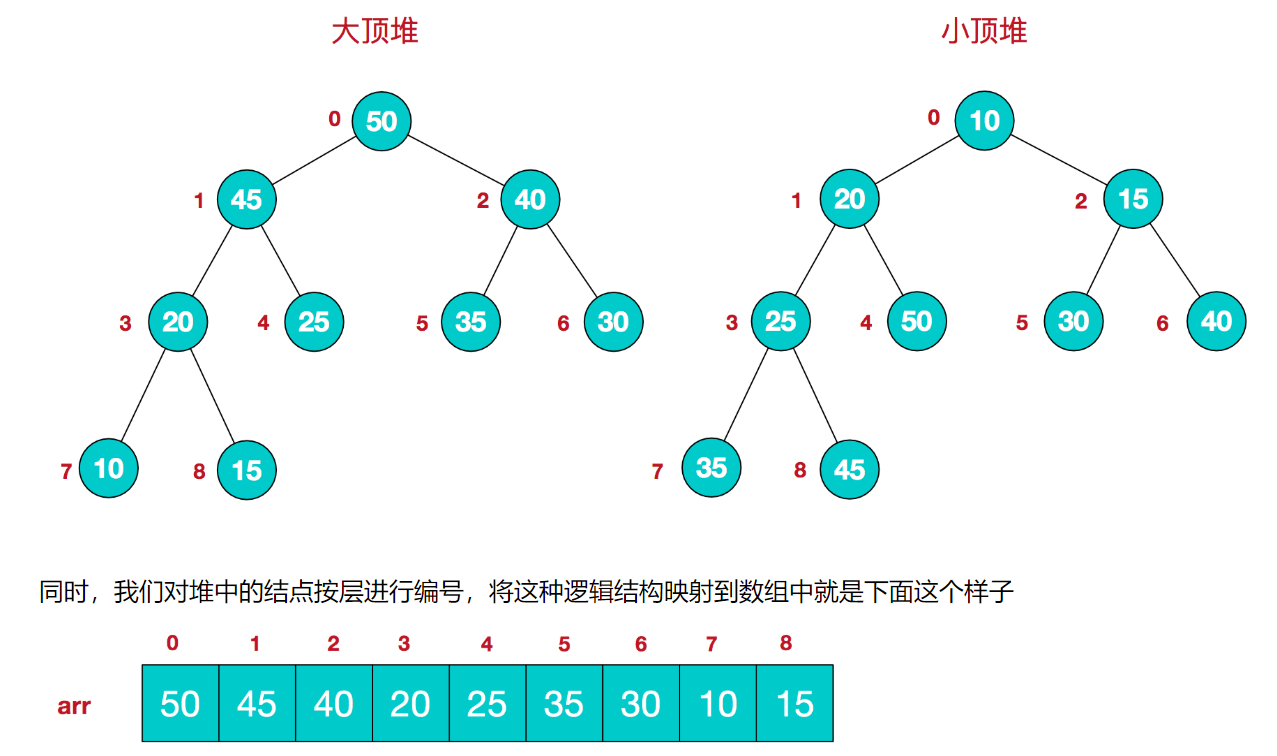 大顶堆 小顶堆
0 50 0 10
1 45 2 40 1 20 2 15
3 20 4 25 5 35 6 30 3 25 4 50 5 30 6 40
7 10 8 15 7 35 8 45
同时，我们对堆中的结点按层进行编号，将这种逻辑结构映射到数组中就是下面这个样子
0 1 2 3 4 5 6 7 8
arr 50 45 40 20 25 35 30 10 15